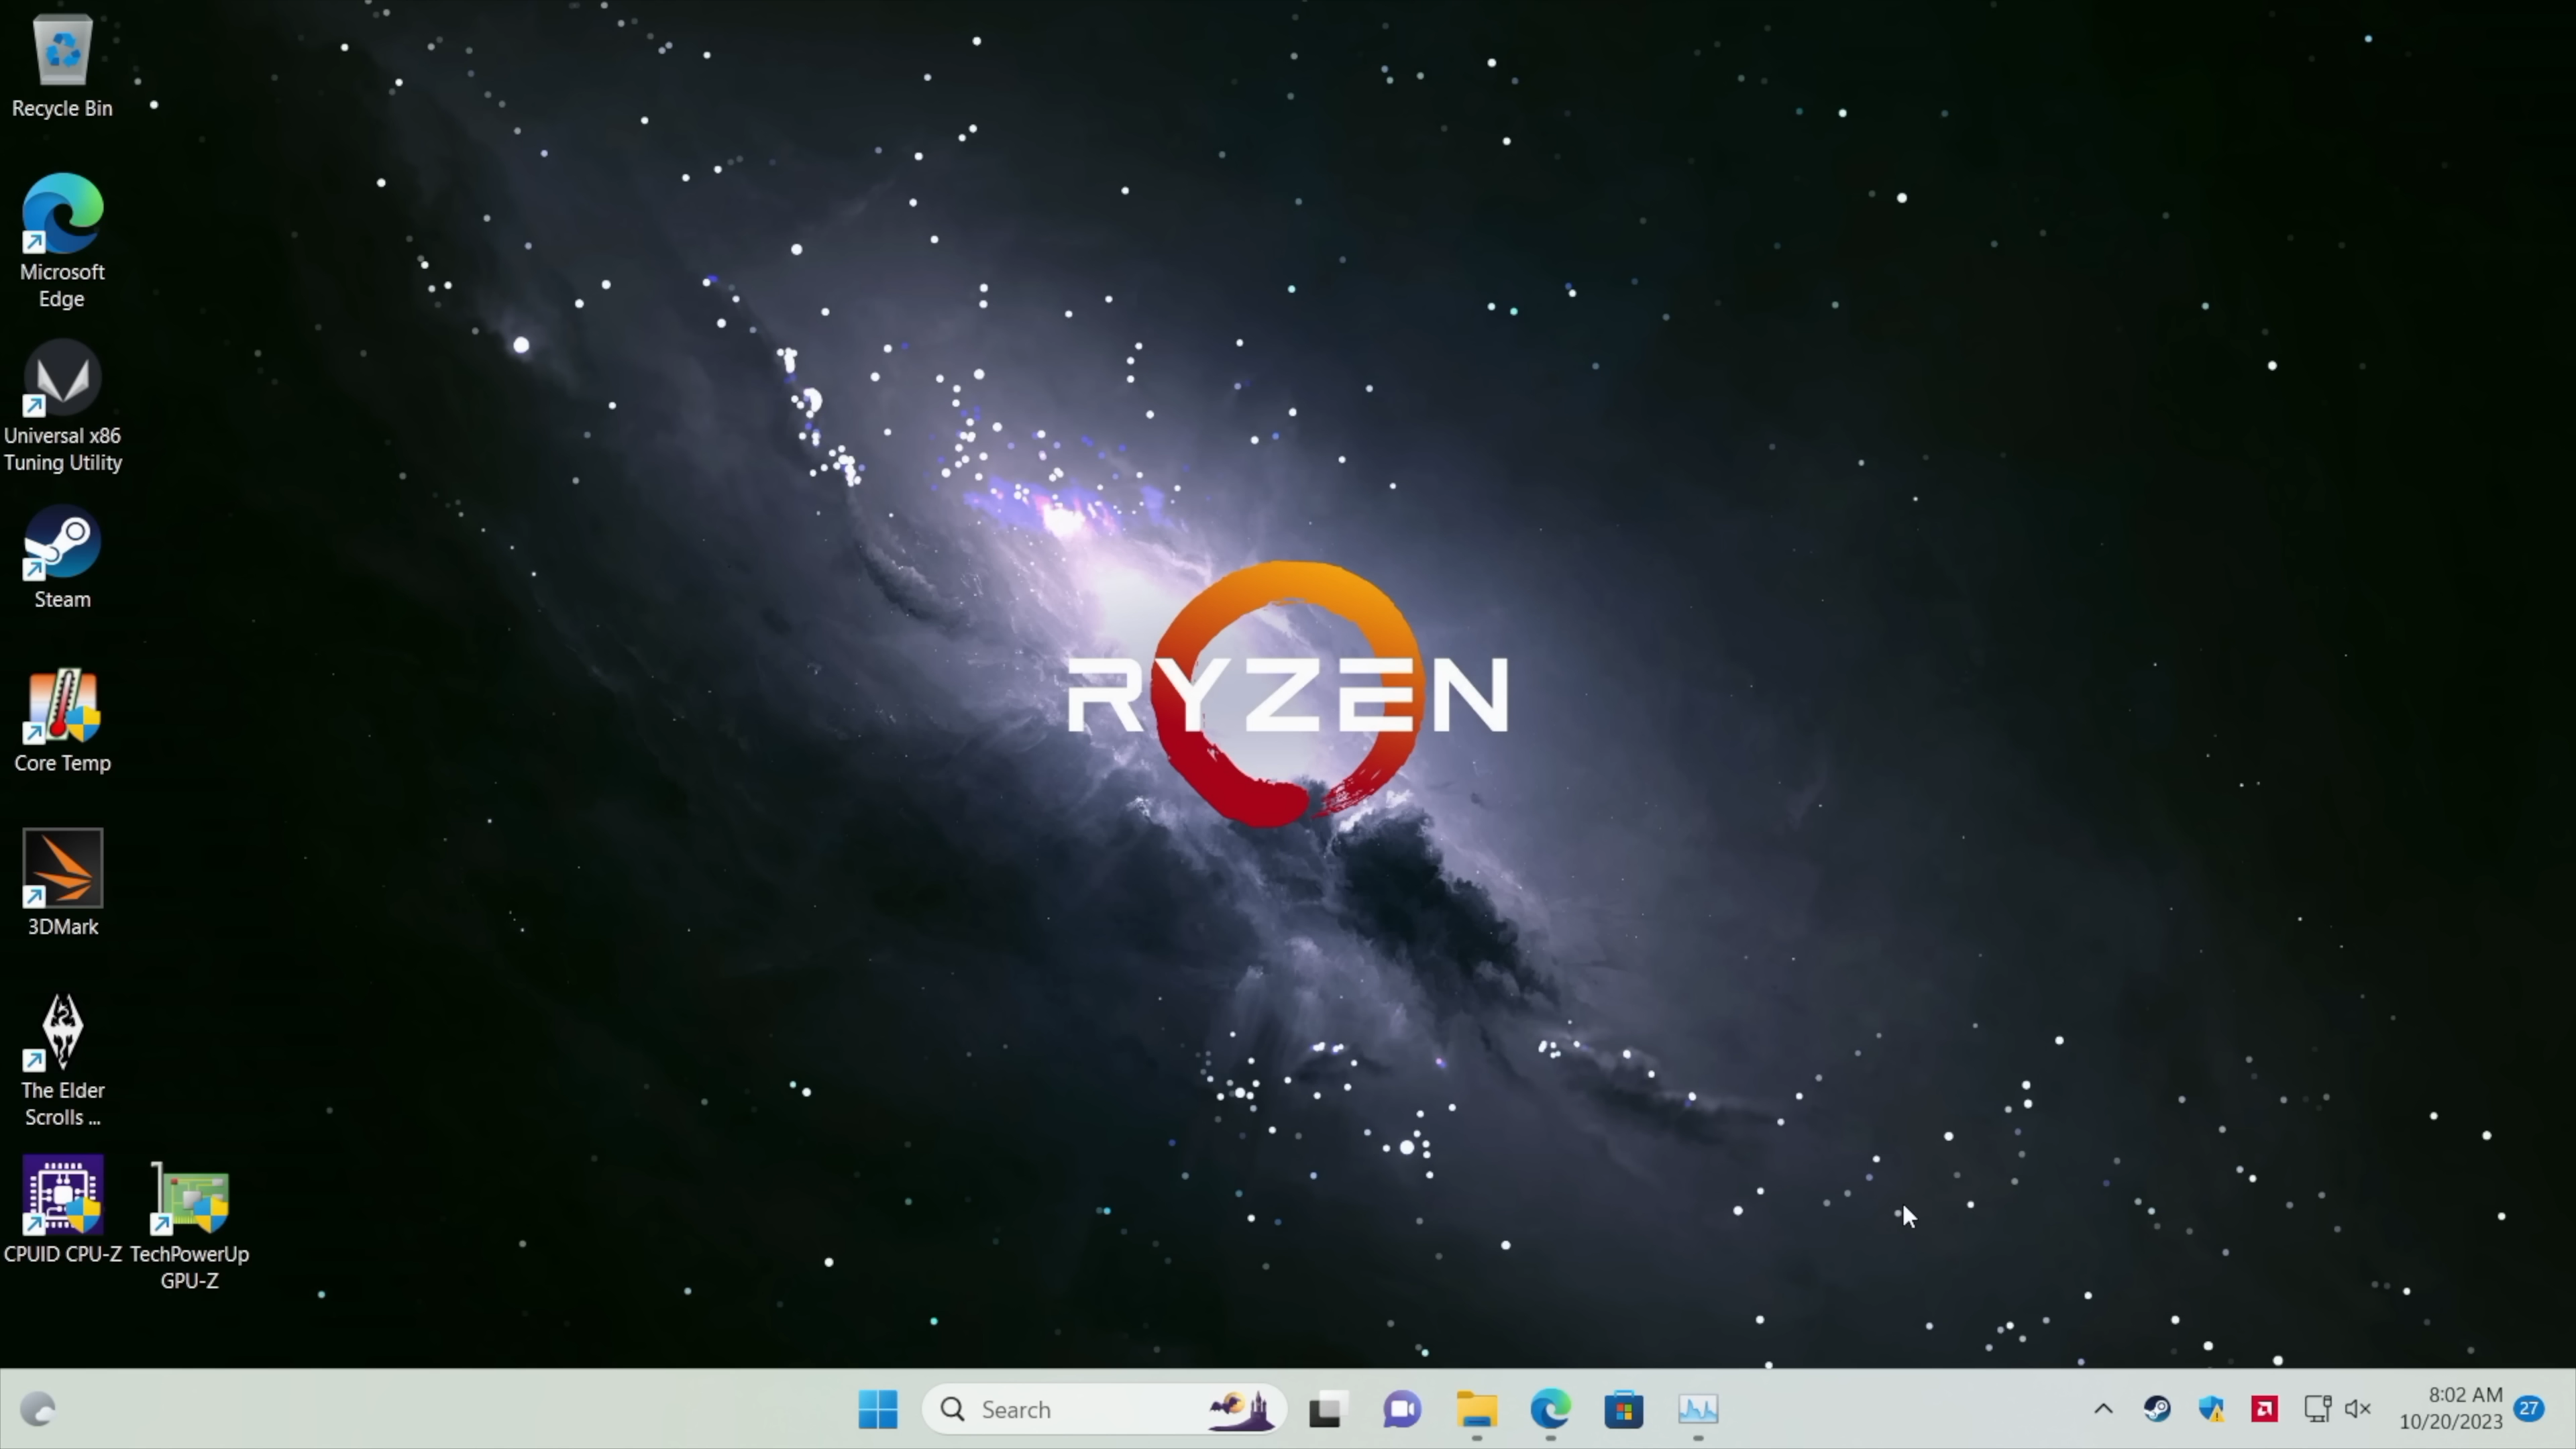 Recycle Bin
Microsoft
Edge
Universal x86
Tuning Utility
Steam
Core Temp
3DMark
The Elder
Scrolls ...
CPUID CPU-Z
TechPowerUp
GPU-Z
RYZEN
Search
8:02 AM
10/20/2023
27